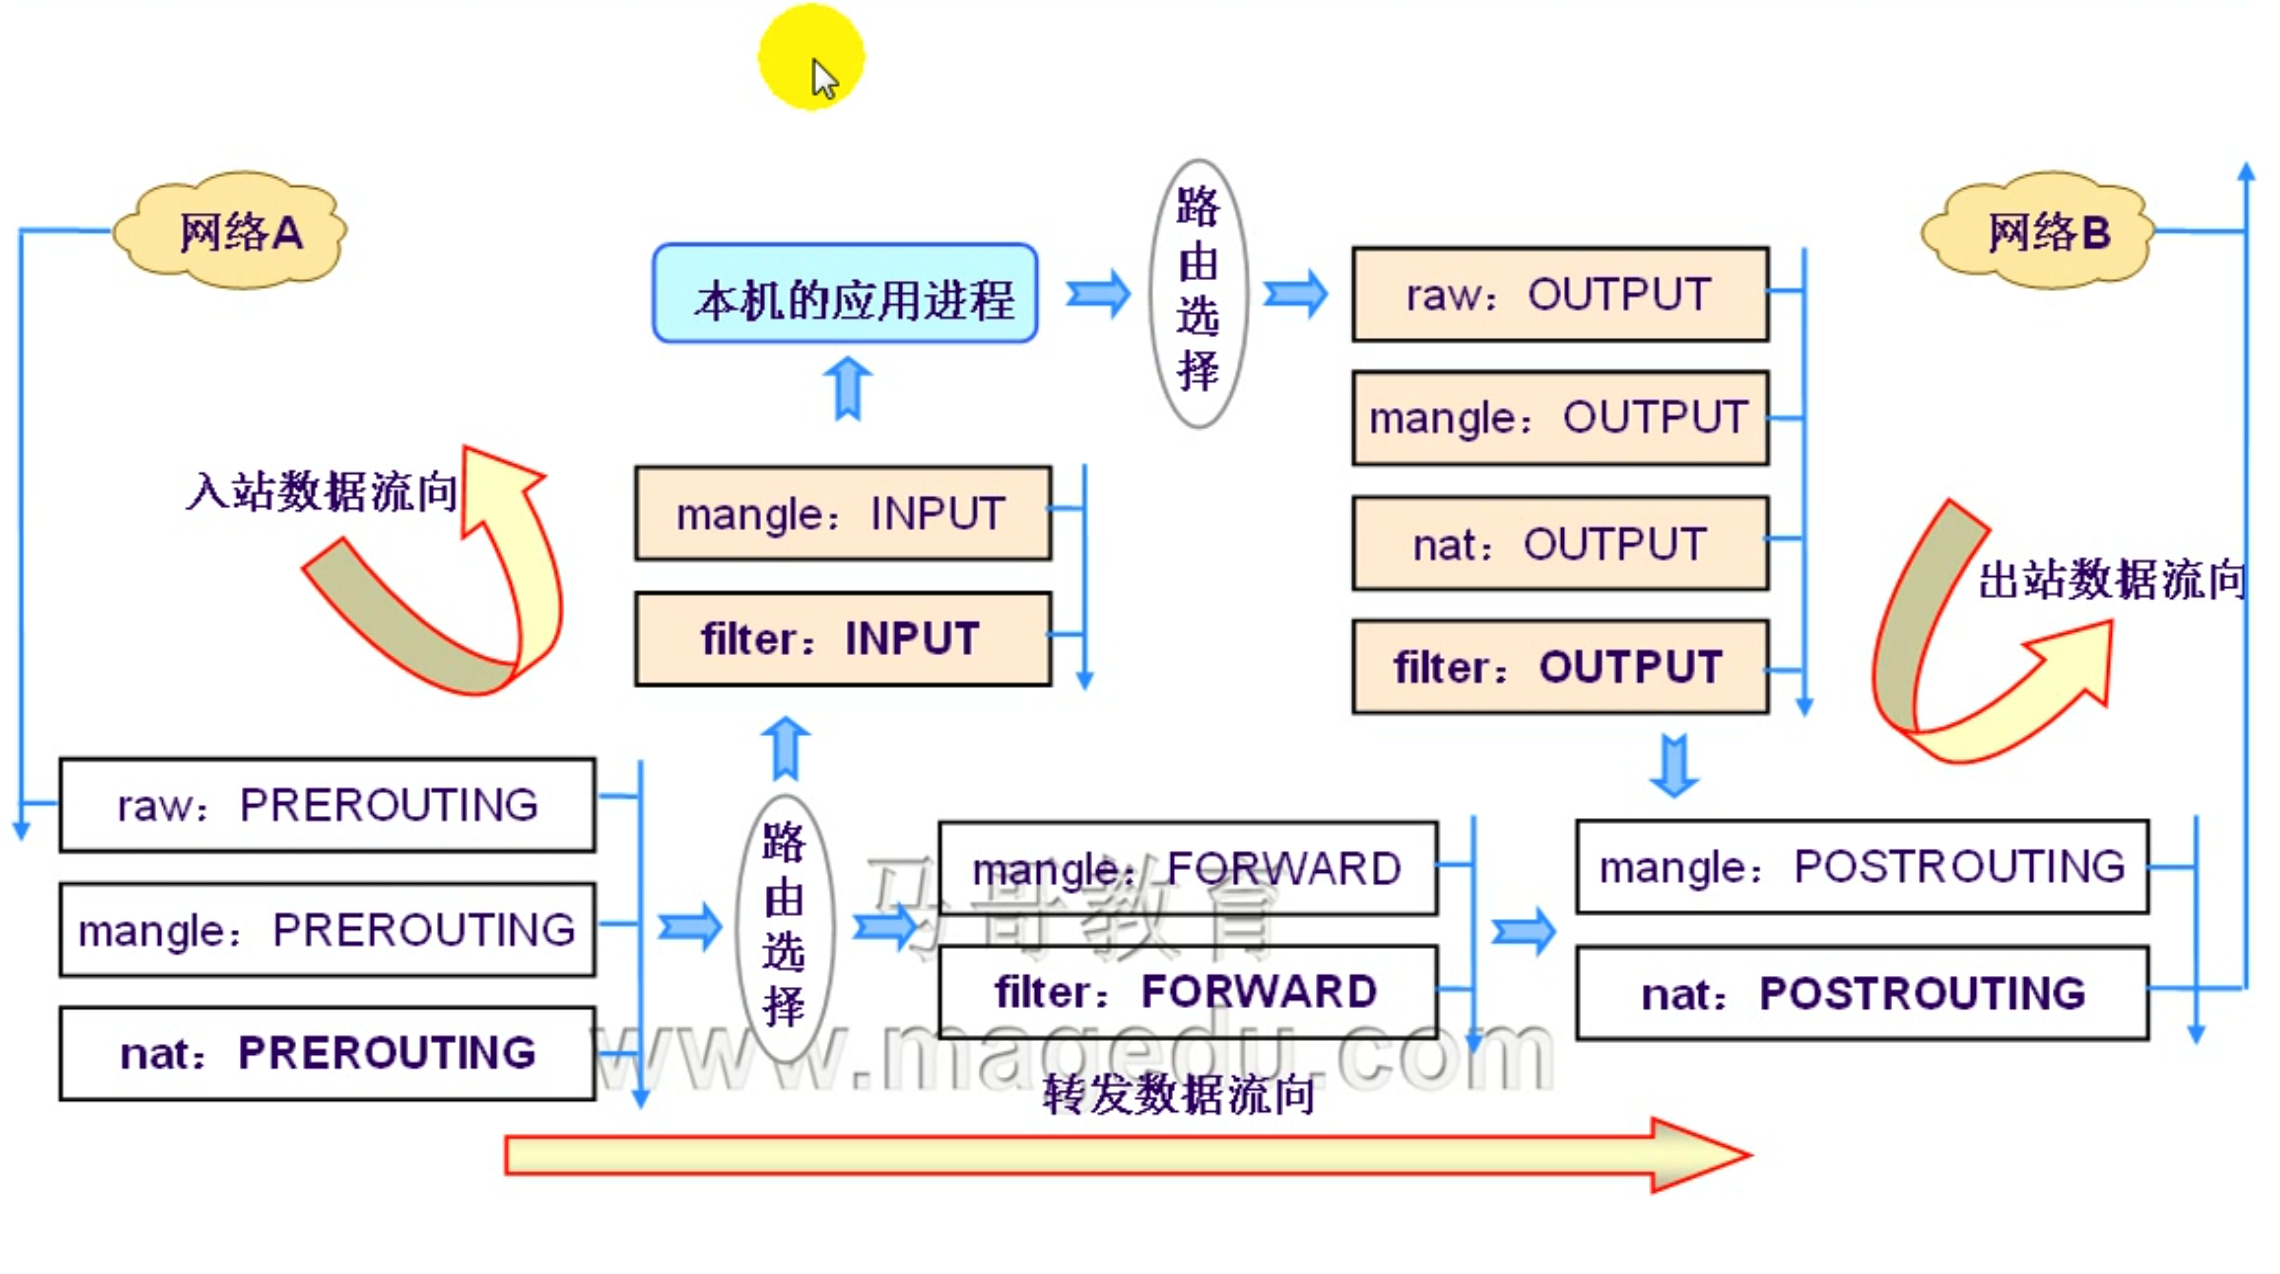 网络A
网络B
路由选择
本机的应用进程
raw：OUTPUT
mangle：OUTPUT
nat：OUTPUT
filter：OUTPUT
入站数据流向
mangle：INPUT
filter：INPUT
出站数据流向
raw：PREROUTING
mangle：PREROUTING
nat：PREROUTING
路由选择
mangle：FORWARD
filter：FORWARD
mangle：POSTROUTING
nat：POSTROUTING
马哥教育
www.magedu.com
转发数据流向